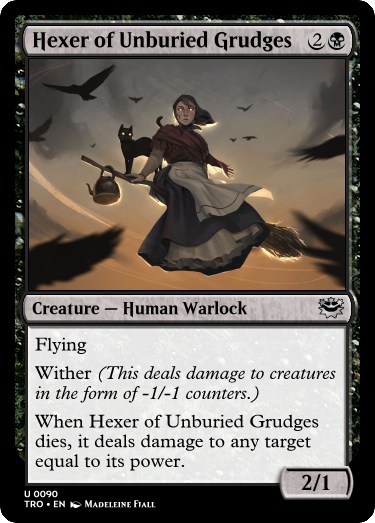 Hexer of Unburied Grudges 2
Creature — Human Warlock
Flying
Wither (This deals damage to creatures
in the form of -1/-1 counters.)
When Hexer of Unburied Grudges
dies, it deals damage to any target
equal to its power.
2/1
U 0090
TRO • EN Madeleine Fiall